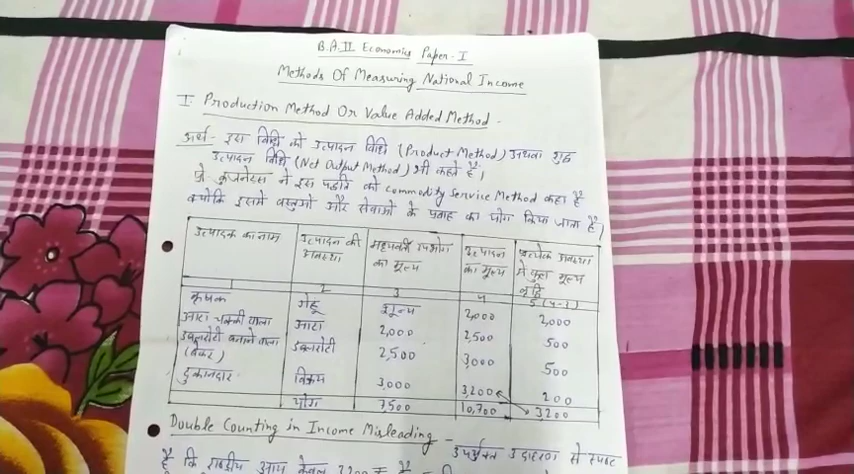 B.A.II Economics Paper-I
Methods Of Measuring National Income
I. Production Method Or Value Added Method -
अर्थ - इस विधि को उत्पादन विधि (Product Method) अथवा शुद्ध
उत्पादन विधि (Net Output Method) भी कहते हैं।
प्रो. कुजनेटस ने इस पद्धति को commodity Service Method कहा है
क्योंकि इसमे वस्तुओं और सेवाओं के प्रवाह का योग किया जाता है।
उत्पादक का नाम उत्पादन की अवस्था मध्यवर्ती उपभोग का मूल्य उत्पादन का मूल्य प्रत्येक अवस्था मे कुल मूल्य वृद्धि
1 2 3 4 5 (4-3)
कृषक गेहू शून्य 2,000 2,000
आटा चक्की वाला आटा 2,000 2,500 500
डबलरोटी बनाने वाला (बेकर) डबलरोटी 2,500 3,000 500
दुकानदार विक्रय 3,000 3,200 200
योग 7,500 10,700 3200
Double Counting in Income Misleading - उपर्युक्त उदाहरण से स्पष्ट
है कि राष्ट्रीय आय केवल 3200 ₹ है